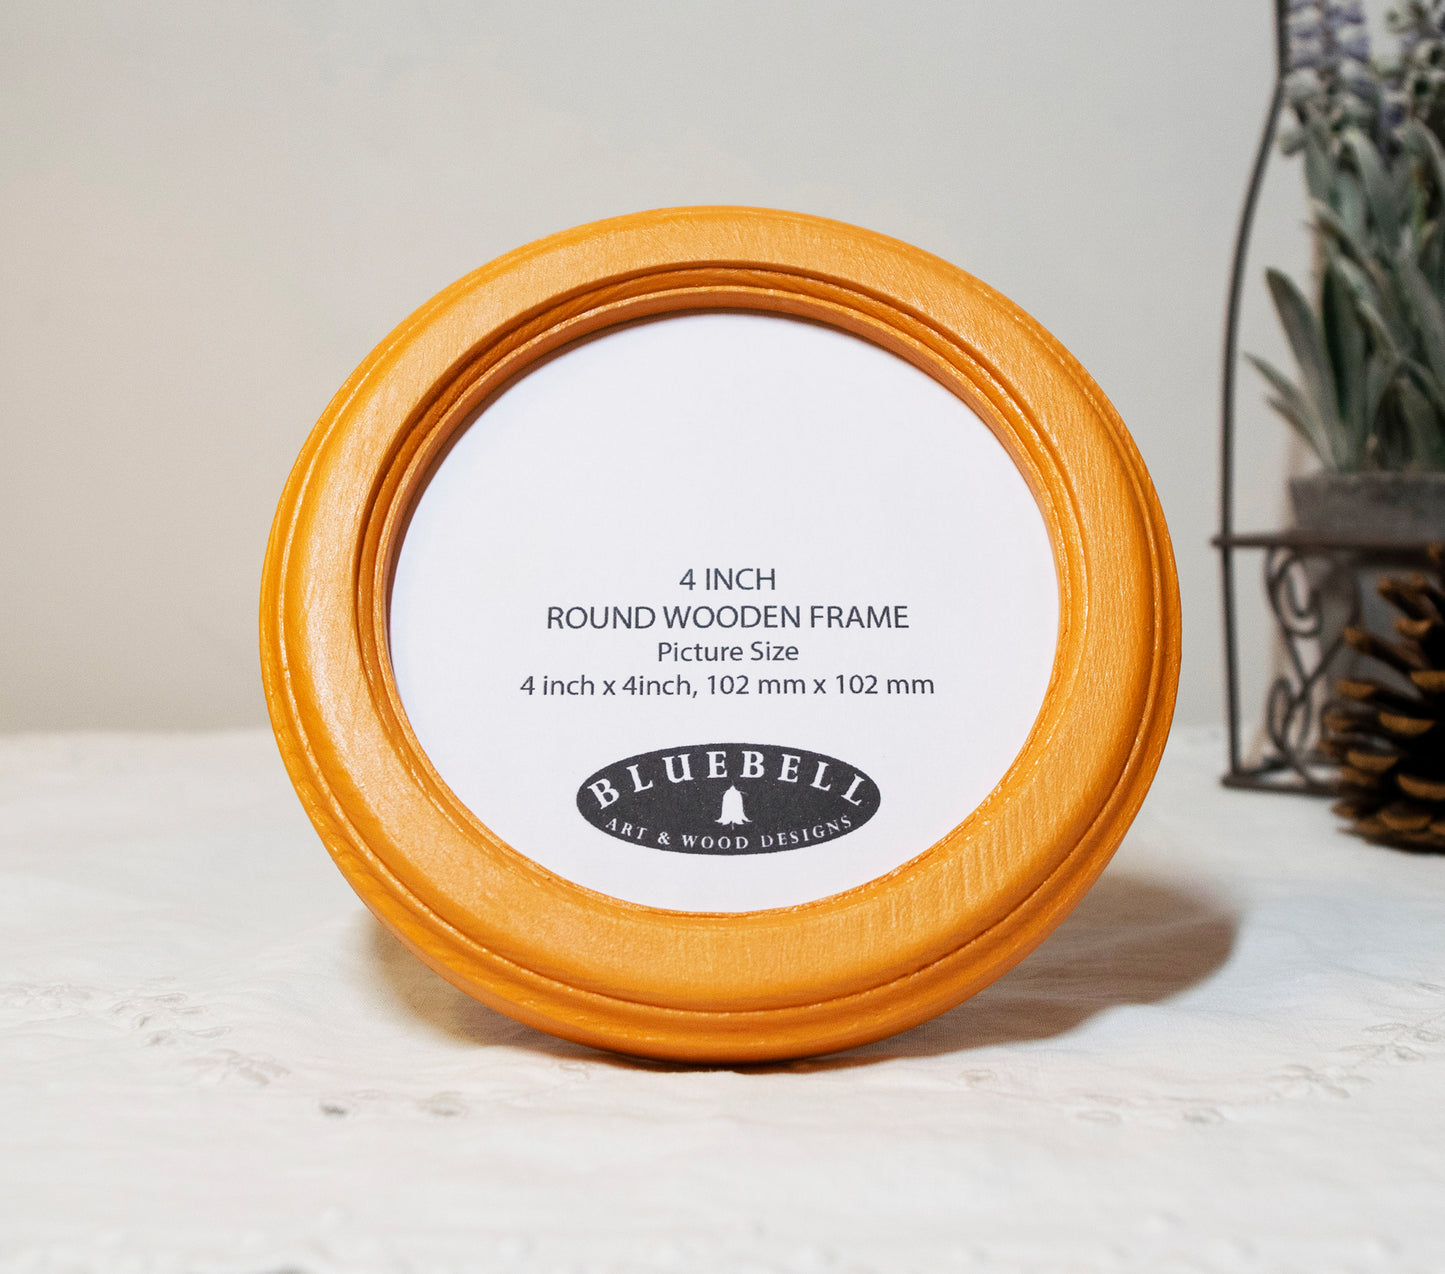 4 INCH
ROUND WOODEN FRAME
Picture Size
4 inch x 4inch, 102 mm x 102 mm
BLUEBELL
ART & WOOD DESIGNS